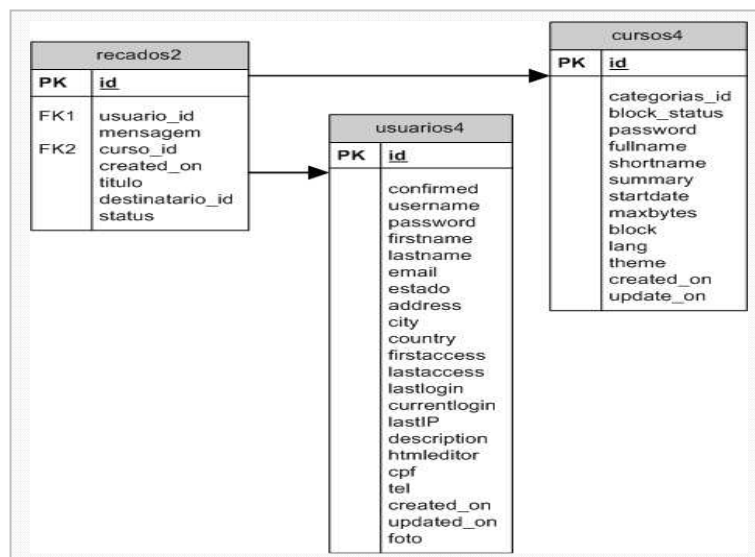 recados2
PK id
FK1 usuario_id
mensagem
FK2 curso_id
created_on
titulo
destinatario_id
status
usuarios4
PK id
confirmed
username
password
firstname
lastname
email
estado
address
city
country
firstaccess
lastaccess
lastlogin
currentlogin
lastIP
description
htmleditor
cpf
tel
created_on
updated_on
foto
cursos4
PK id
categorias_id
block_status
password
fullname
shortname
summary
startdate
maxbytes
block
lang
theme
created_on
update_on